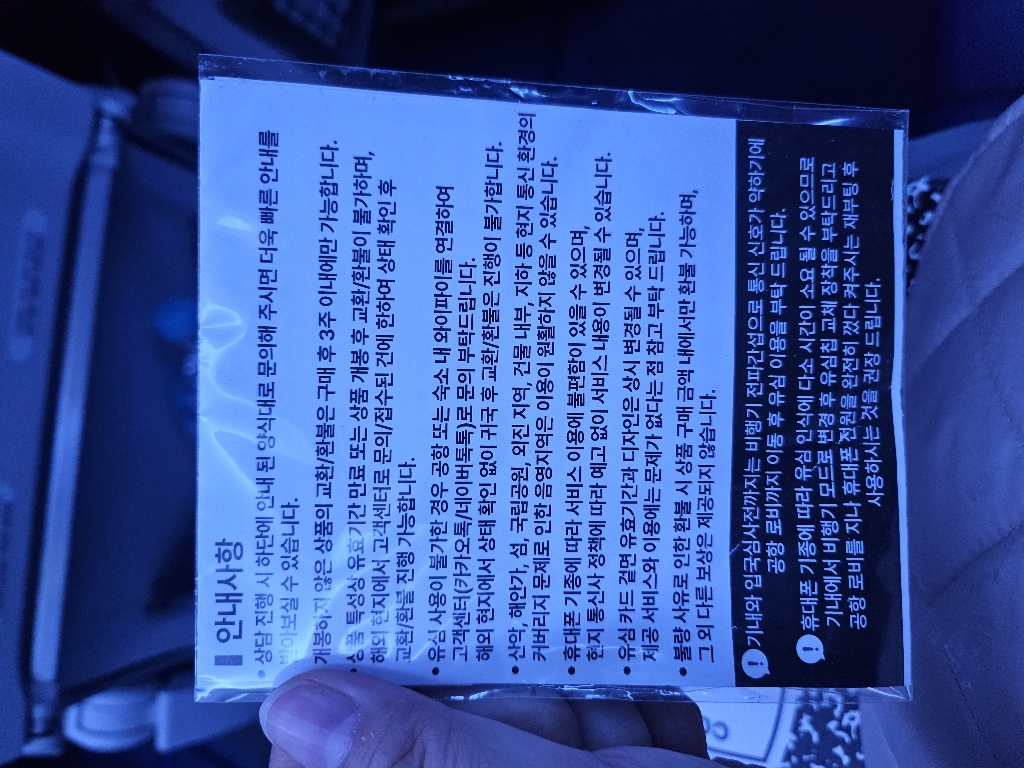 안내사항
• 상담 진행 시 하단에 안내 된 양식대로 문의해 주시면 더욱 빠른 안내를
받아보실 수 있습니다.
개봉하지 않은 상품의 교환/환불은 구매 후 3주 이내에만 가능합니다.
• 상품 특성상 유효기간 만료 또는 상품 개봉 후 교환/환불이 불가하며,
해외 현지에서 고객센터로 문의/접수된 건에 한하여 상태 확인 후
교환/환불 진행 가능합니다.
• 유심 사용이 불가한 경우 공항 또는 숙소 내 와이파이를 연결하여
고객센터(카카오톡/네이버톡톡)로 문의 부탁드립니다.
해외 현지에서 상태 확인 없이 귀국 후 교환/환불은 진행이 불가합니다.
• 산악, 해안가, 섬, 국립공원, 외진 지역, 건물 내부, 지하 등 현지 통신 환경의
커버리지 문제로 인한 음영지역은 이용이 원활하지 않을 수 있습니다.
• 휴대폰 기종에 따라 서비스 이용에 불편함이 있을 수 있으며,
현지 통신사 정책에 따라 예고 없이 서비스 내용이 변경될 수 있습니다.
• 유심 카드 겉면 유효기간과 디자인은 상시 변경될 수 있으며,
제공 서비스와 이용에는 문제가 없다는 점 참고 부탁 드립니다.
• 불량 사유로 인한 환불 시 상품 구매 금액 내에서만 환불 가능하며,
그 외 다른 보상은 제공되지 않습니다.
! 기내와 입국심사전까지는 비행기 전파간섭으로 통신 신호가 약하기에
공항 로비까지 이동 후 유심 이용을 부탁 드립니다.
! 휴대폰 기종에 따라 유심 인식에 다소 시간이 소요 될 수 있으므로
기내에서 비행기 모드로 변경 후 유심칩 교체 장착을 부탁드리고
공항 로비를 지나 휴대폰 전원을 완전히 껐다 켜주시는 재부팅 후
사용하시는 것을 권장 드립니다.